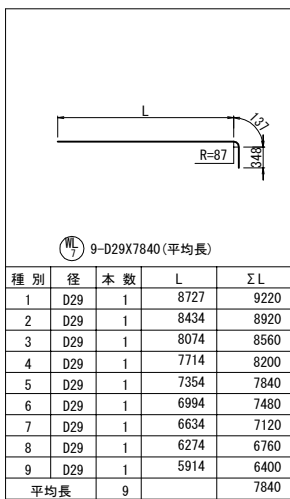 L
137
R=87
348
WL
7
9-D29X7840(平均長)
種 別 径 本 数 L ΣL
1 D29 1 8727 9220
2 D29 1 8434 8920
3 D29 1 8074 8560
4 D29 1 7714 8200
5 D29 1 7354 7840
6 D29 1 6994 7480
7 D29 1 6634 7120
8 D29 1 6274 6760
9 D29 1 5914 6400
平均長 9 7840